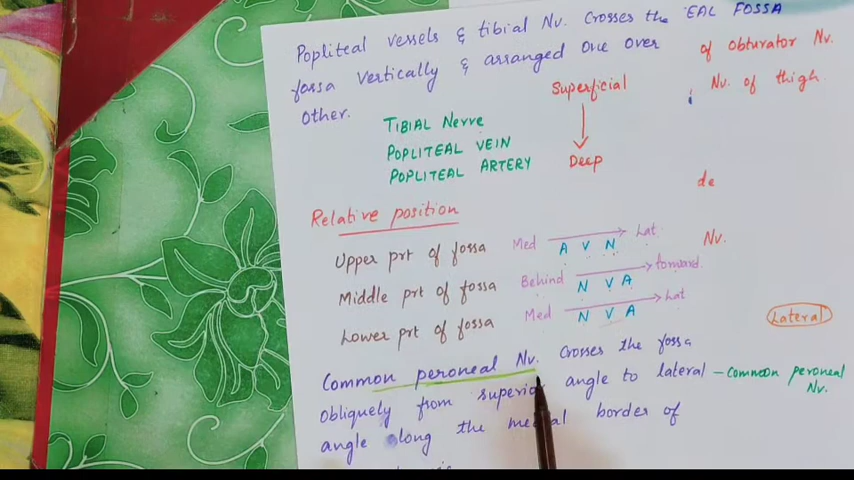 Popliteal vessels & tibial Nv. Crosses the
fossa vertically & arranged one over
other.
EAL FOSSA
of obturator Nv.
Nv. of thigh
Superficial
Deep
TIBIAL Nerve
POPLITEAL VEIN
POPLITEAL ARTERY
de
Nv.
Relative position
Upper prt of fossa Med A V N Lat
Middle prt of fossa Behind N V A forward
Lower prt of fossa Med N V A Lat
Lateral
Common peroneal Nv. Crosses the fossa
obliquely from superior angle to lateral
angle along the medial border of
– common peroneal
Nv.